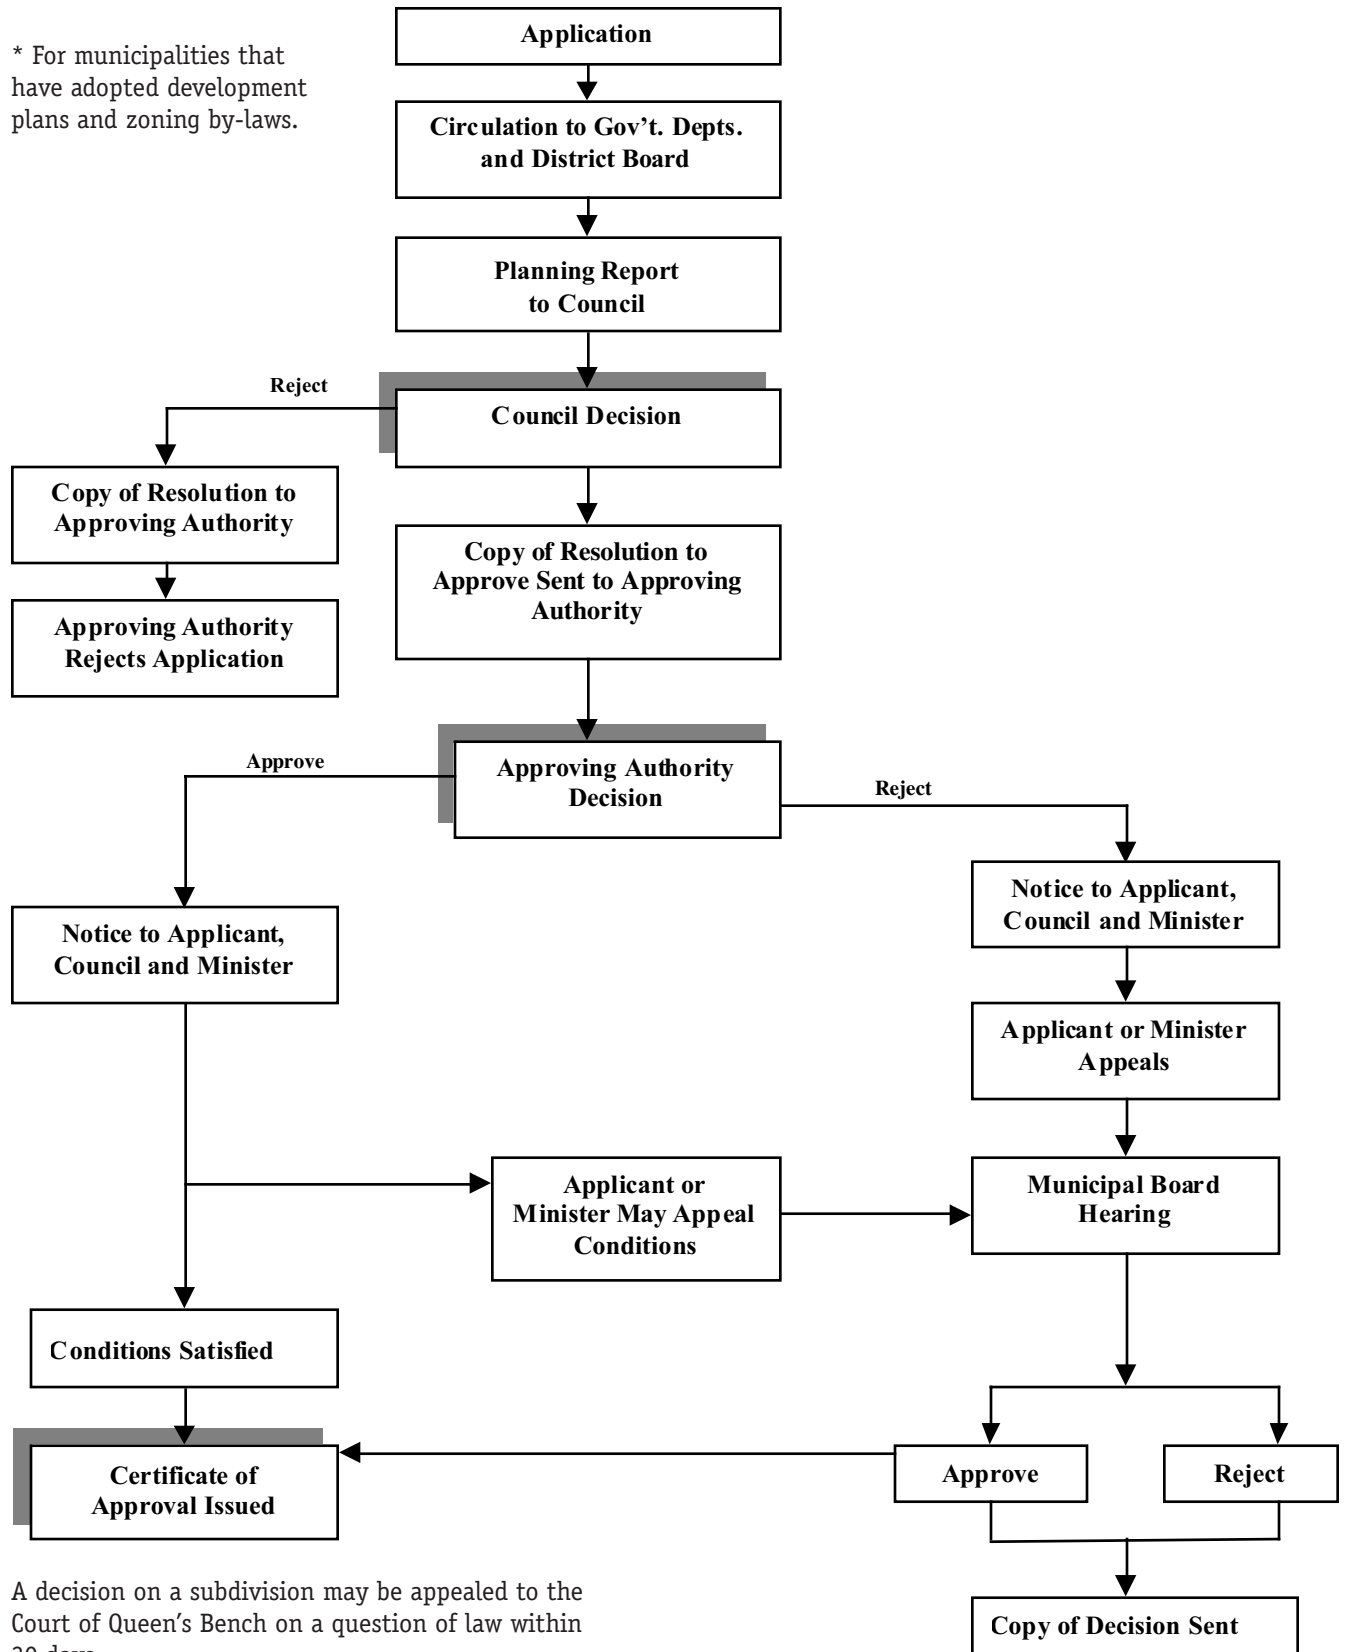 * For municipalities that
have adopted development
plans and zoning by-laws.
Application
Circulation to Gov't. Depts.
and District Board
Planning Report
to Council
Reject
Council Decision
Copy of Resolution to
Approving Authority
Copy of Resolution to
Approve Sent to Approving
Authority
Approving Authority
Rejects Application
Approve
Approving Authority
Decision
Reject
Notice to Applicant,
Council and Minister
Notice to Applicant,
Council and Minister
Applicant or Minister
Appeals
Applicant or
Minister May Appeal
Conditions
Municipal Board
Hearing
Conditions Satisfied
Certificate of
Approval Issued
Approve
Reject
A decision on a subdivision may be appealed to the
Court of Queen's Bench on a question of law within
Copy of Decision Sent